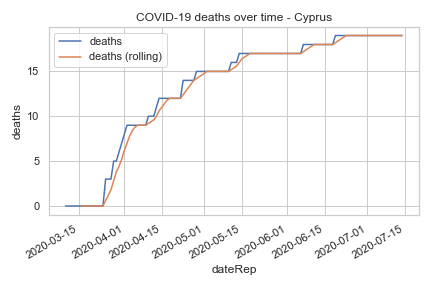 COVID-19 deaths over time - Cyprus
deaths
deaths (rolling)
deaths
15
10
5
0
2020-03-15
2020-04-01
2020-04-15
2020-05-01
2020-05-15
2020-06-01
2020-06-15
2020-07-01
2020-07-15
dateRep